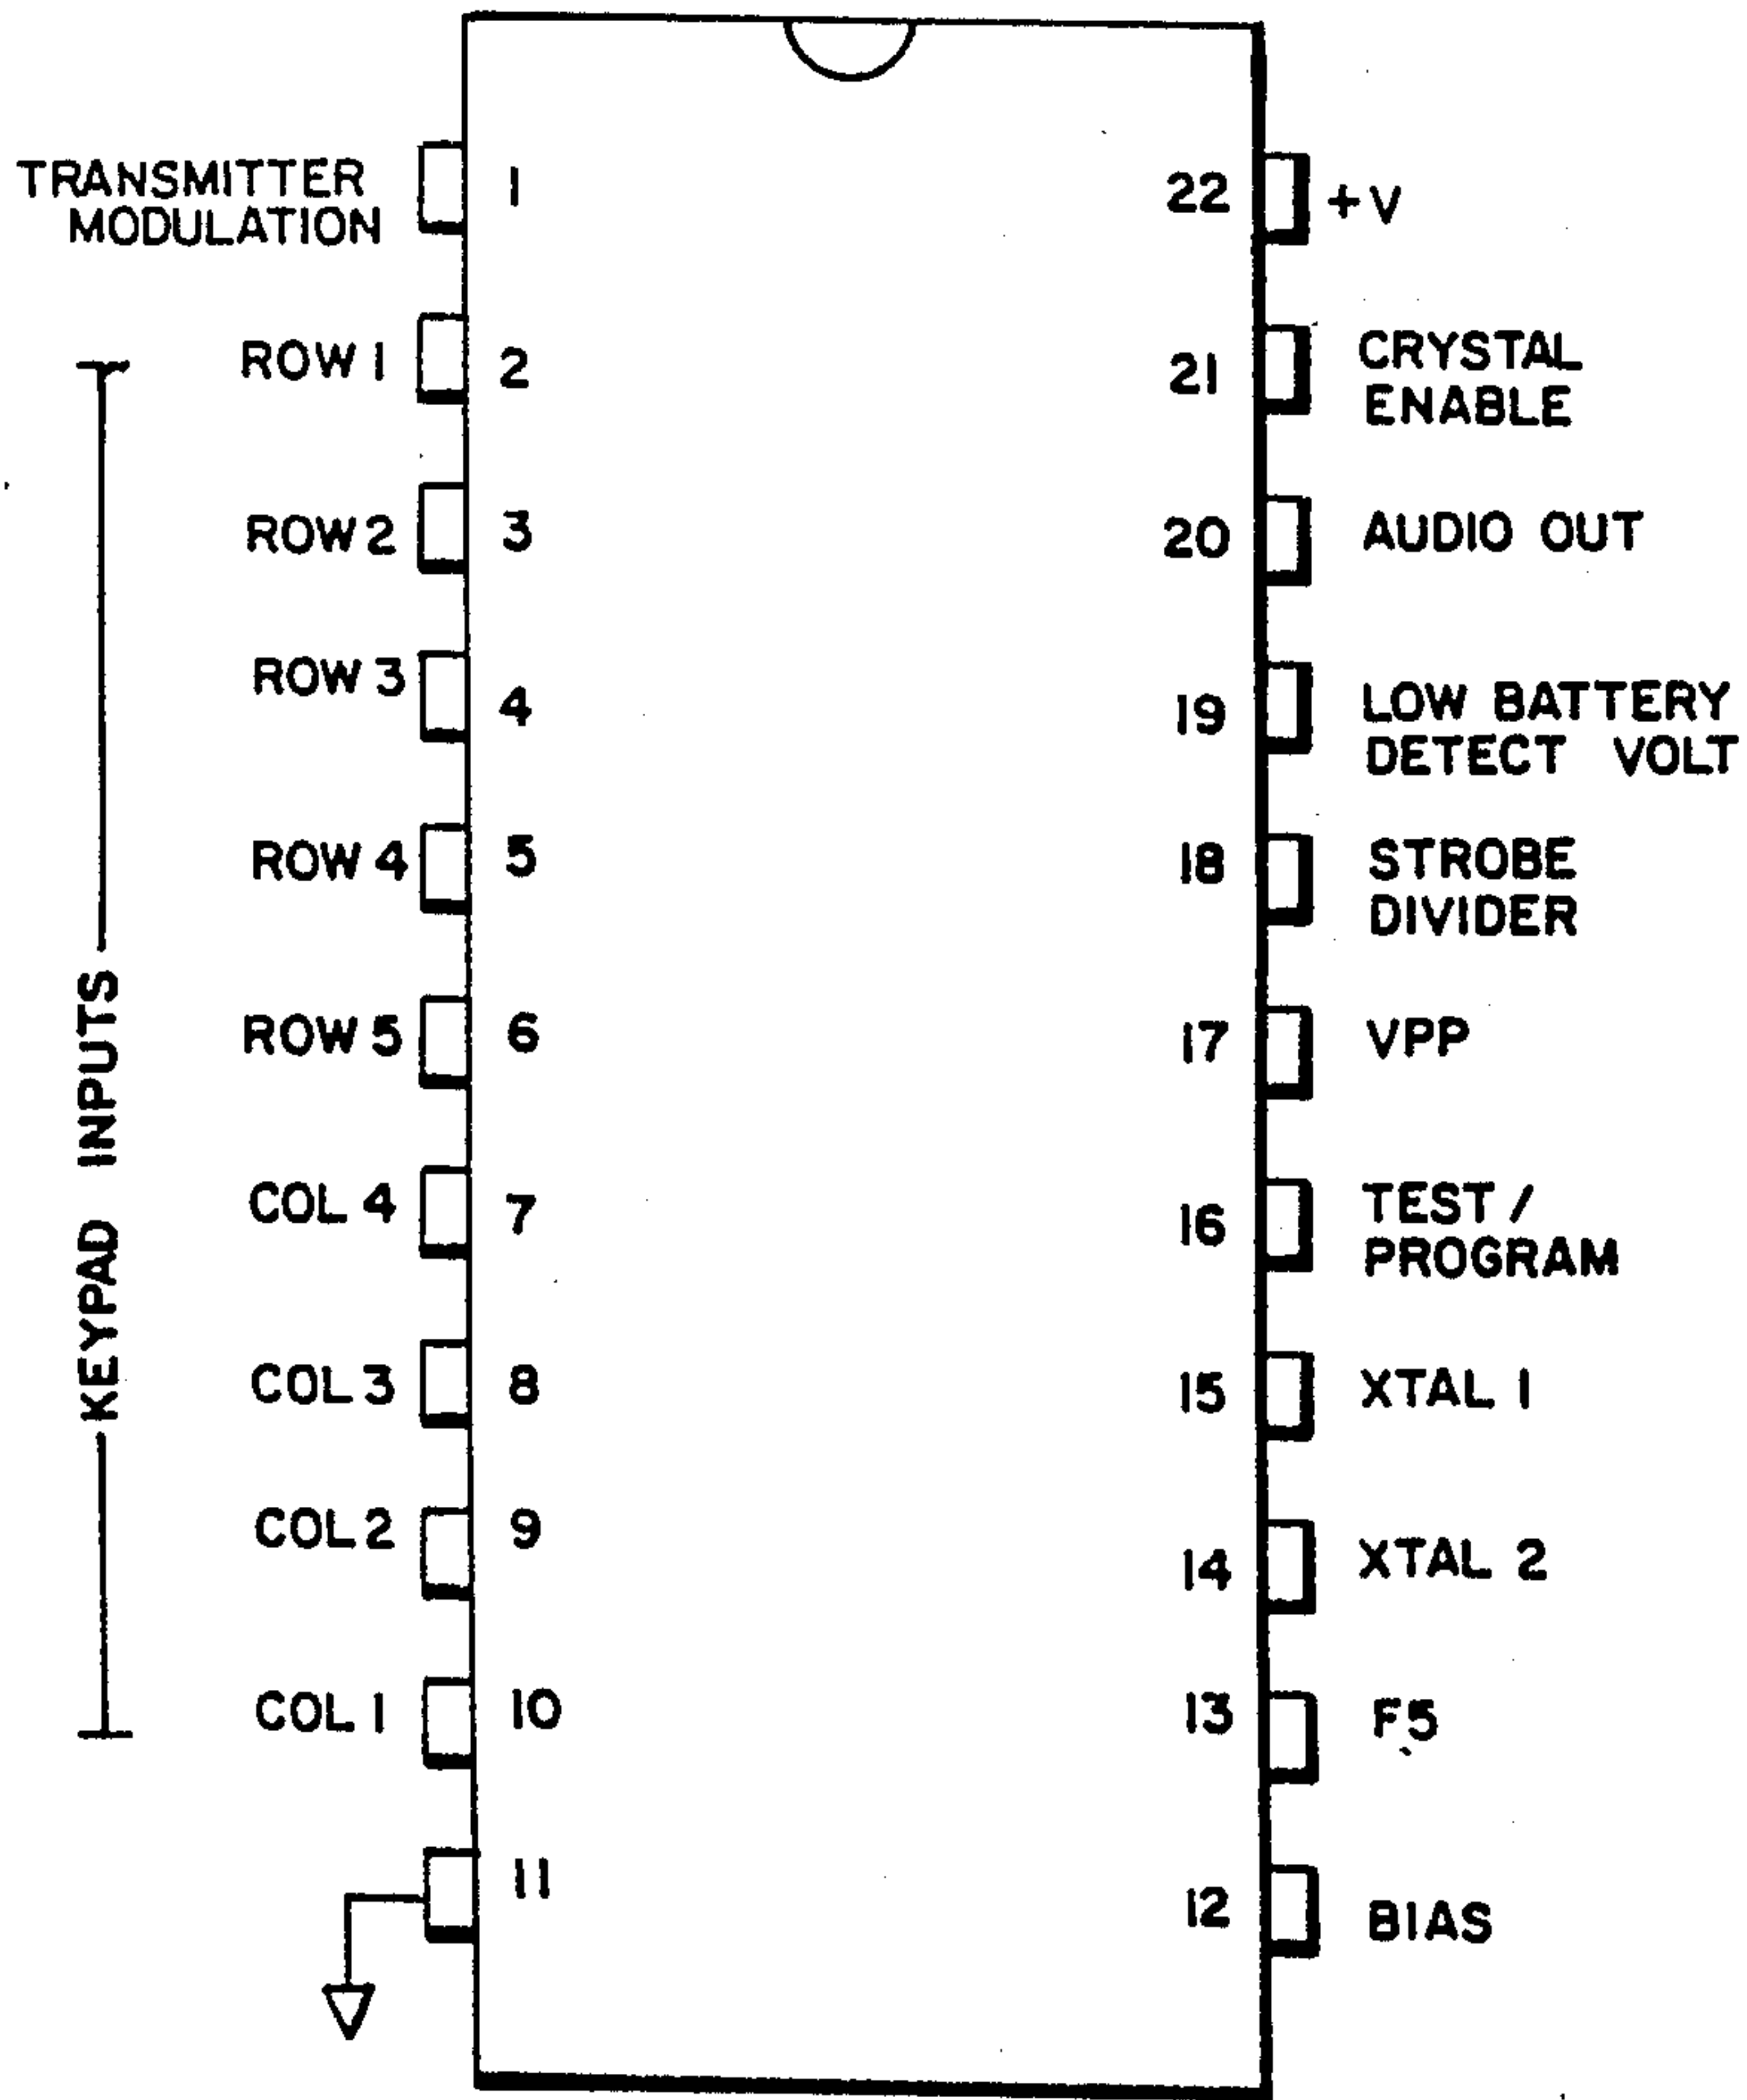 TRANSMITTER
MODULATION
1
ROW 1
2
ROW 2
3
ROW 3
4
ROW 4
5
ROW 5
6
COL 4
7
COL 3
8
COL 2
9
COL 1
10
11
KEYPAD INPUTS
22
+V
21
CRYSTAL
ENABLE
20
AUDIO OUT
19
LOW BATTERY
DETECT VOLT
18
STROBE
DIVIDER
17
VPP
16
TEST /
PROGRAM
15
XTAL 1
14
XTAL 2
13
F5
12
BIAS